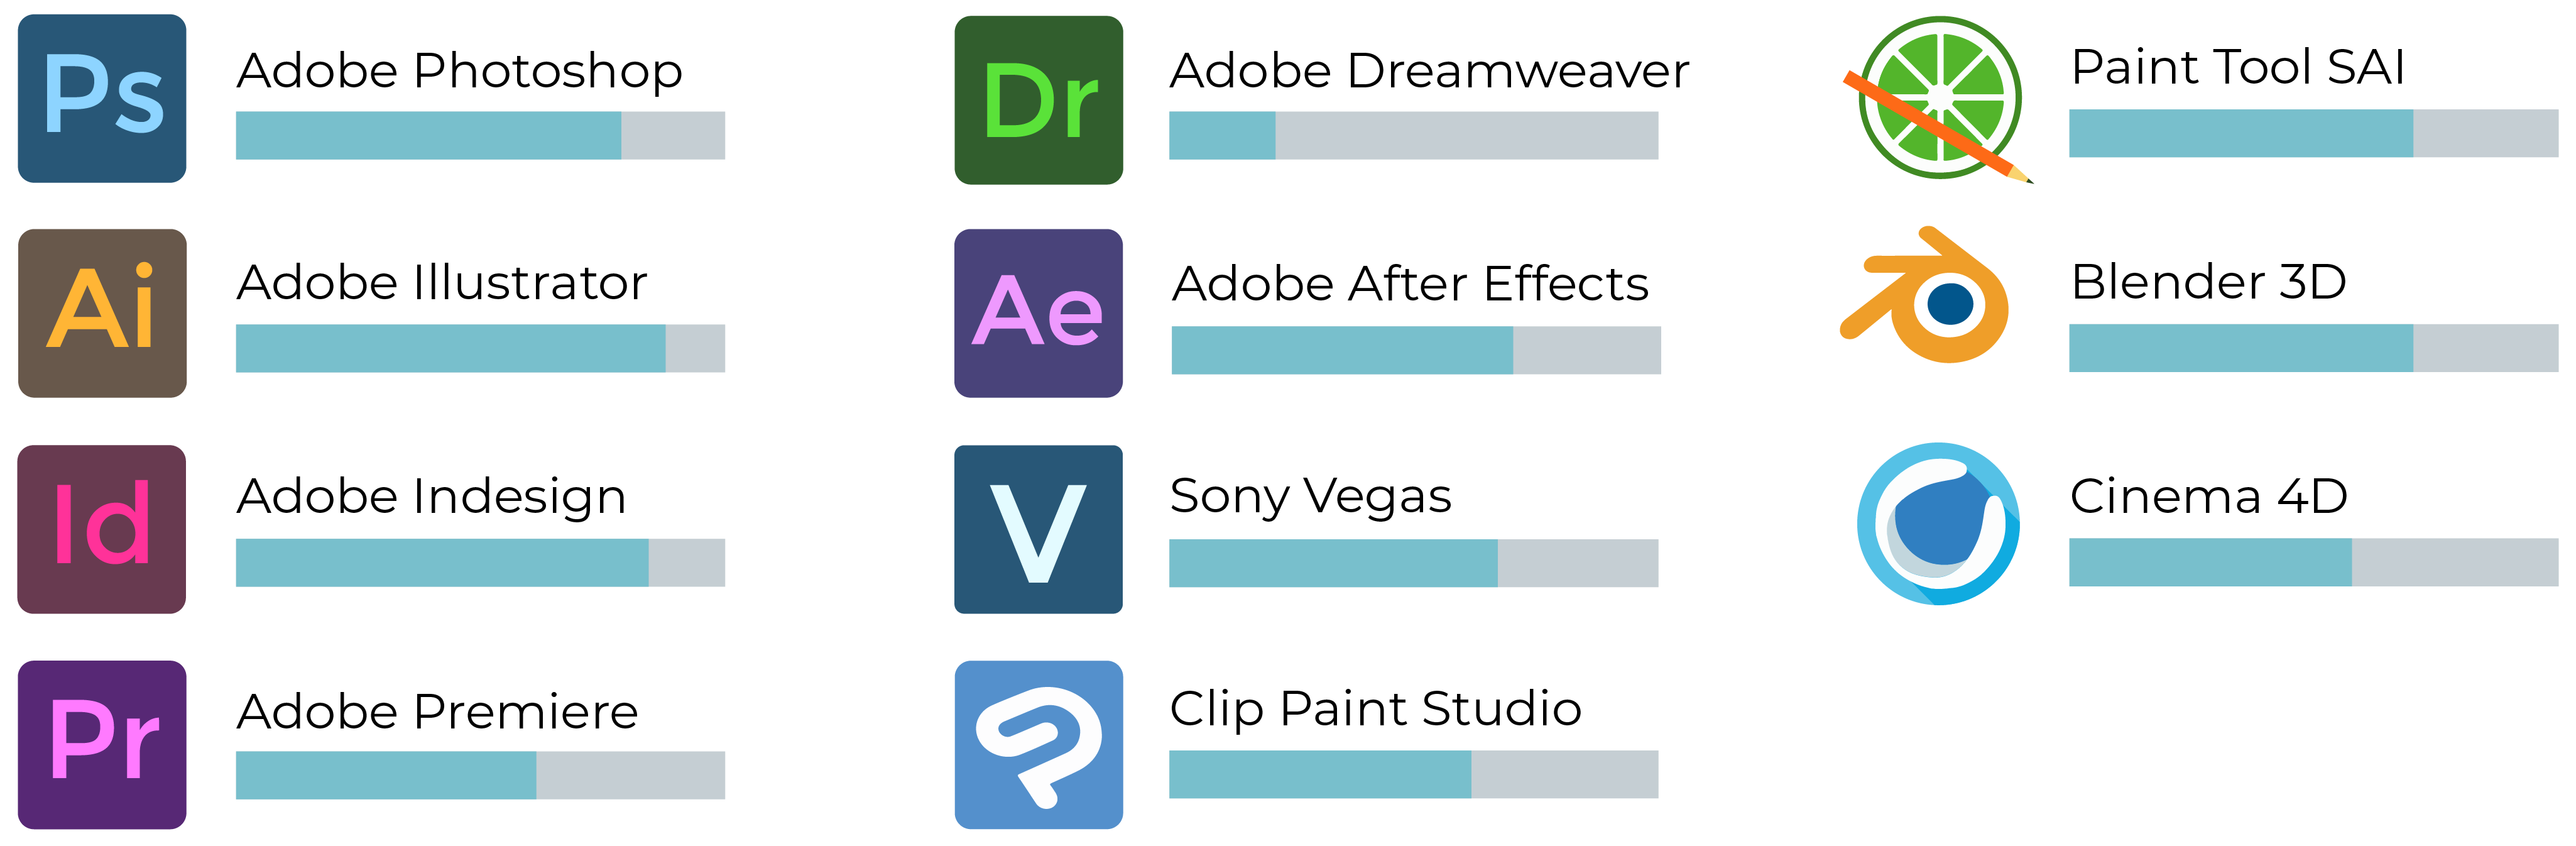 Ps
Adobe Photoshop
Ai
Adobe Illustrator
Id
Adobe Indesign
Pr
Adobe Premiere
Dr
Adobe Dreamweaver
Ae
Adobe After Effects
V
Sony Vegas
Clip Paint Studio
Paint Tool SAI
Blender 3D
Cinema 4D